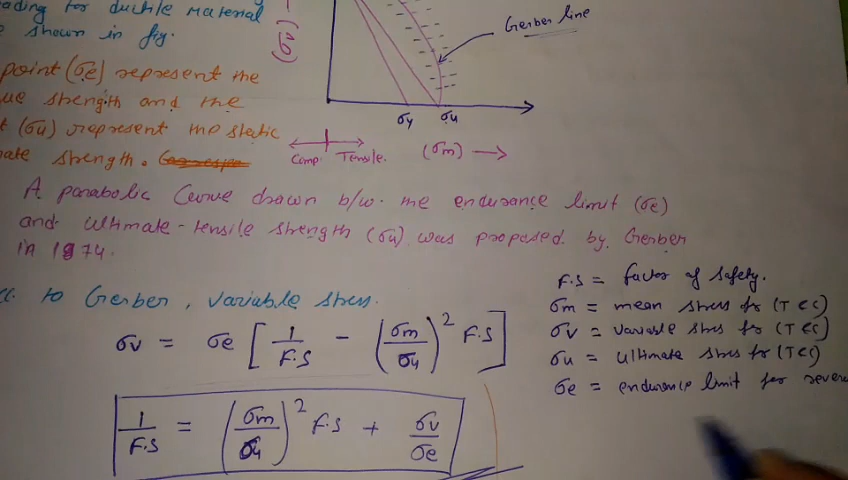 ading for ductile material
shown in fig.
point (σe) represent the
ue strength and the
t (σu) represent the static
ate strength.
(σ)
Gerber line
σy σu
Comp. Tensile. (σm)
A parabolic Curve drawn b/w. the endurance limit (σe)
and ultimate-tensile strength (σu) was proposed by Gerber
in 1874.
cc. to Gerber, variable stress.
σv = σe [ 1/F.S - (σm/σu)² F.S ]
1/F.S = (σm/σu)² F.S + σv/σe
F.S = factor of safety.
σm = mean stress for (T & C)
σv = variable stress for (T & C)
σu = ultimate stress for (T & C)
σe = endurance limit for revers